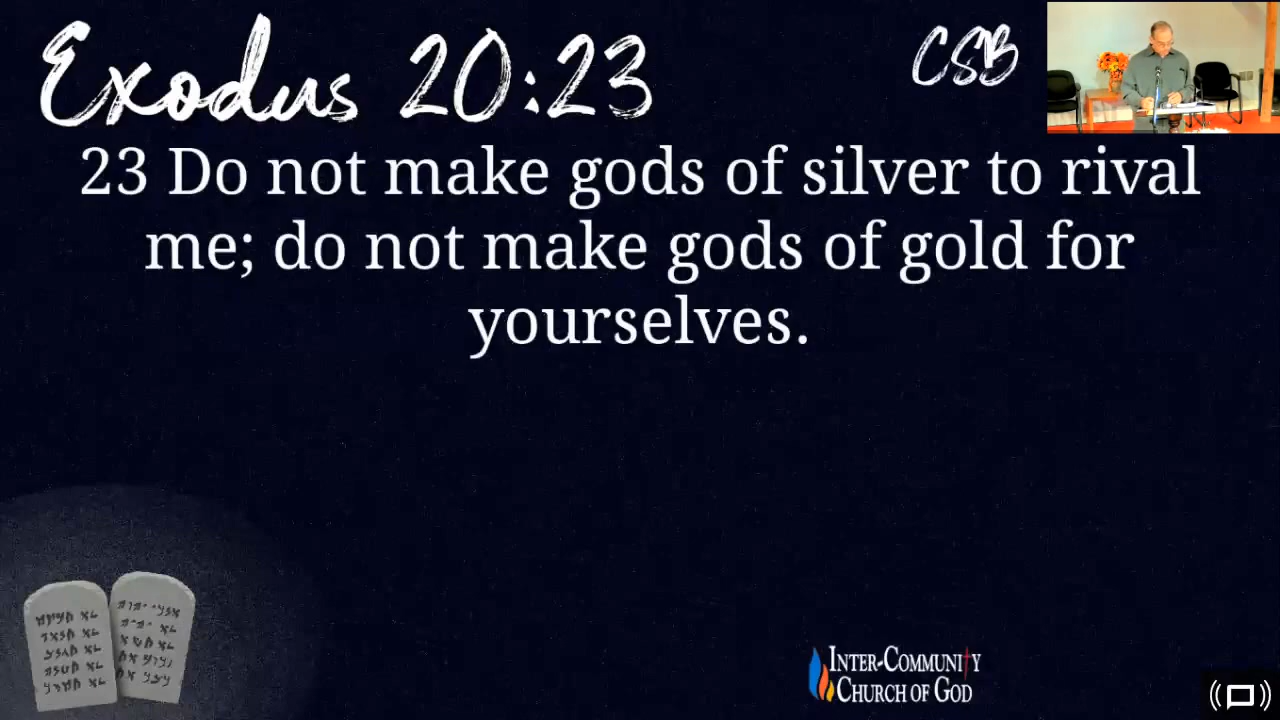 Exodus 20:23
CSB
23 Do not make gods of silver to rival
me; do not make gods of gold for
yourselves.
Inter-Community
Church of God